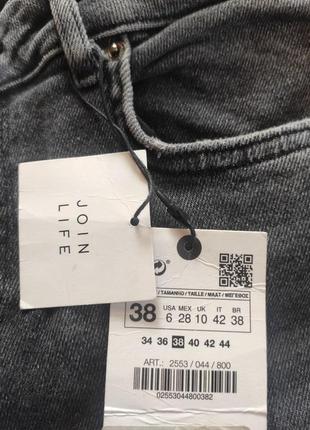 JOIN
LIFE
/ TAMANHO / TAILLE / MAAT / ΜΕΓΕΘΟΣ
38
USA MEX UK IT BR
6 28 10 42 38
34 36 38 40 42 44
ART.: 2553 / 044 / 800
02553044800382